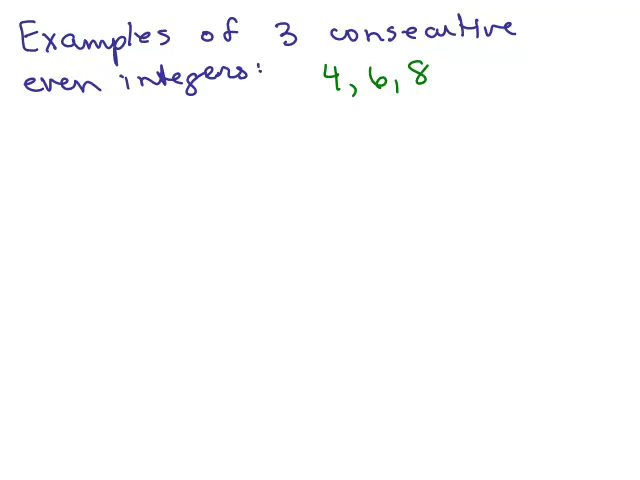 Examples of 3 consecutive
even integers: 4, 6, 8